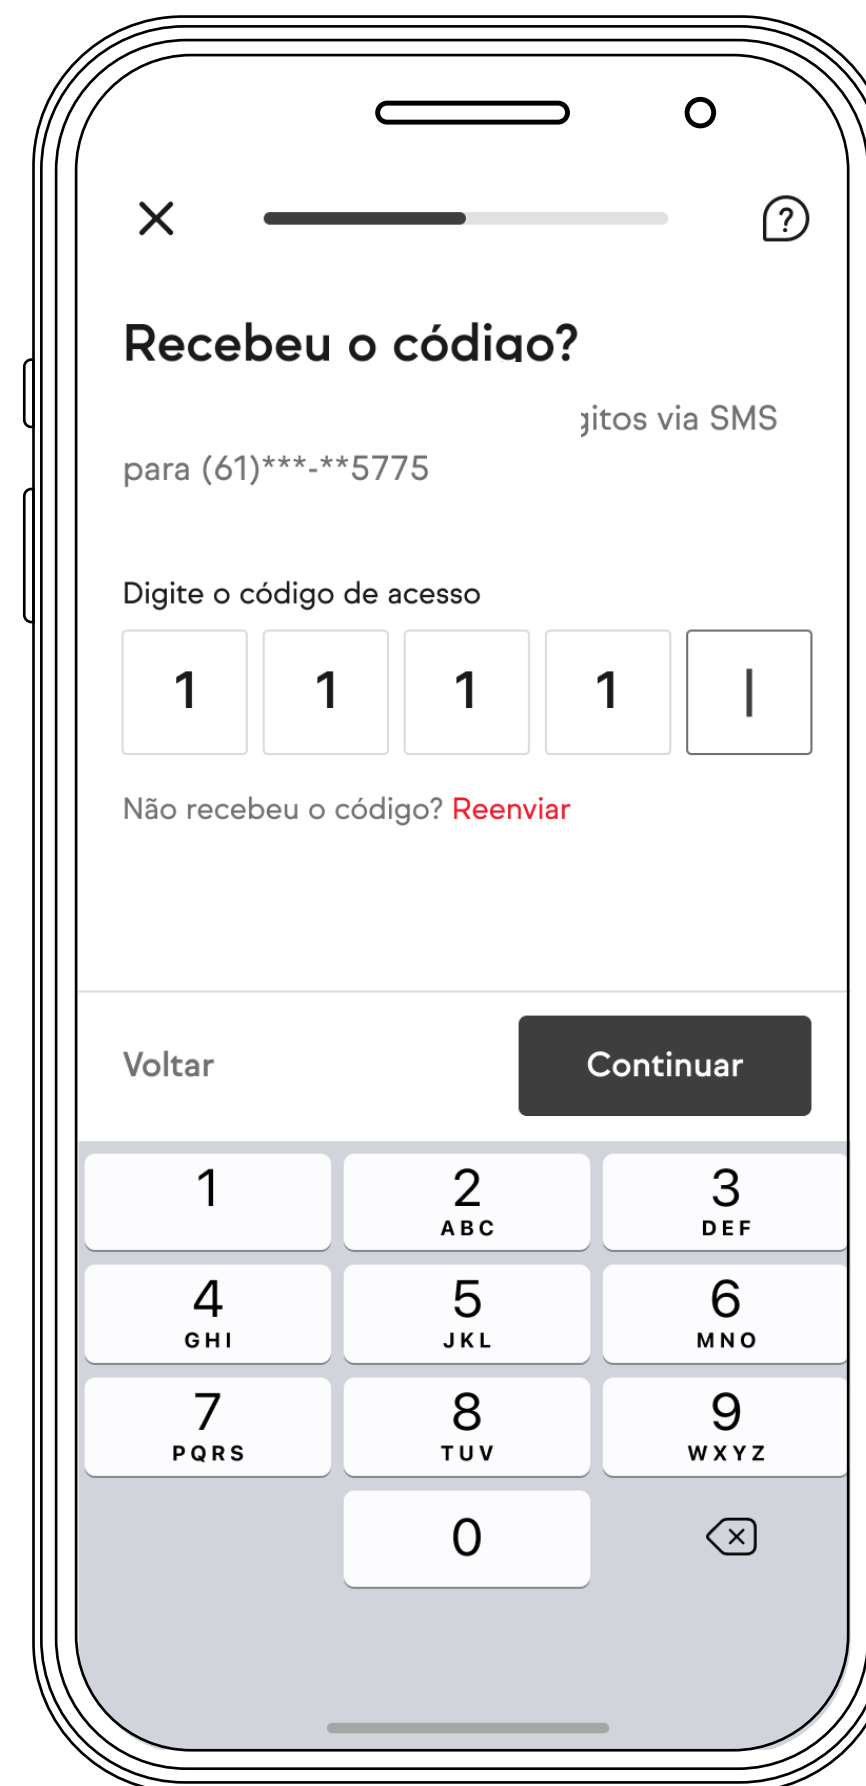 ?
Recebeu o código?
gitos via SMS
para (61)***-**5775
Digite o código de acesso
1 1 1 1
Não recebeu o código? Reenviar
Voltar Continuar
1 2 3
ABC DEF
4 5 6
GHI JKL MNO
7 8 9
PQRS TUV WXYZ
0